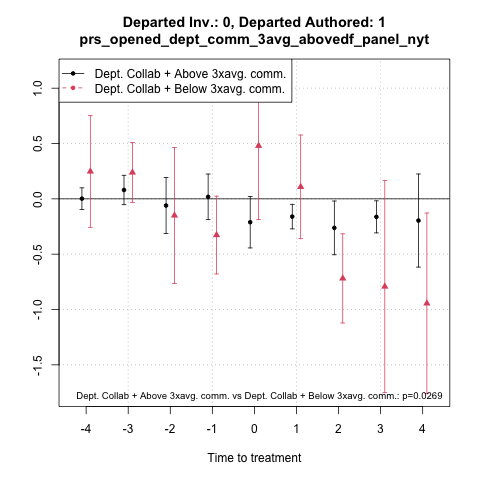 Departed Inv.: 0, Departed Authored: 1
prs_opened_dept_comm_3avg_abovedf_panel_nyt
Dept. Collab + Above 3xavg. comm.
Dept. Collab + Below 3xavg. comm.
1.0
0.5
0.0
-0.5
-1.0
-1.5
Dept. Collab + Above 3xavg. comm. vs Dept. Collab + Below 3xavg. comm.: p=0.0269
-4 -3 -2 -1 0 1 2 3 4
Time to treatment